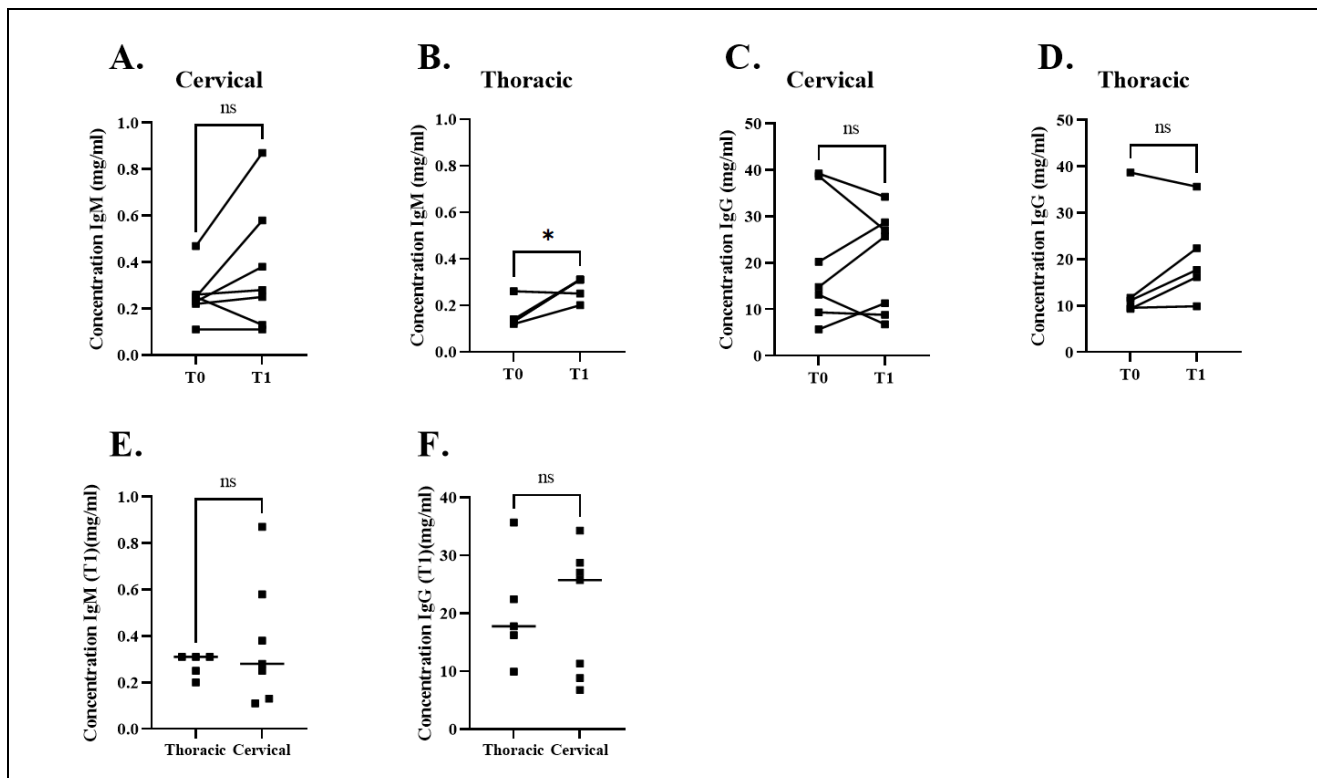 A.
Cervical
ns
Concentration IgM (mg/ml)
1.0
0.8
0.6
0.4
0.2
0.0
T0 T1
B.
Thoracic
*
Concentration IgM (mg/ml)
1.0
0.8
0.6
0.4
0.2
0.0
T0 T1
C.
Cervical
ns
Concentration IgG (mg/ml)
50
40
30
20
10
0
T0 T1
D.
Thoracic
ns
Concentration IgG (mg/ml)
50
40
30
20
10
0
T0 T1
E.
ns
Concentration IgM (T1)(mg/ml)
1.0
0.8
0.6
0.4
0.2
0.0
Thoracic Cervical
F.
ns
Concentration IgG (T1)(mg/ml)
40
30
20
10
0
Thoracic Cervical